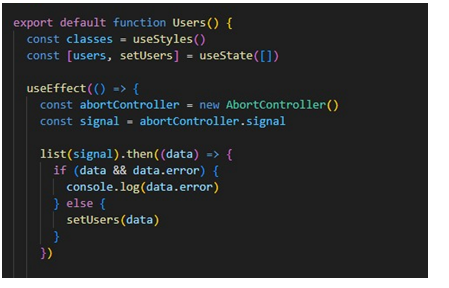 export default function Users() {
const classes = useStyles()
const [users, setUsers] = useState([])
useEffect(() => {
const abortController = new AbortController()
const signal = abortController.signal
list(signal).then((data) => {
if (data && data.error) {
console.log(data.error)
} else {
setUsers(data)
}
})